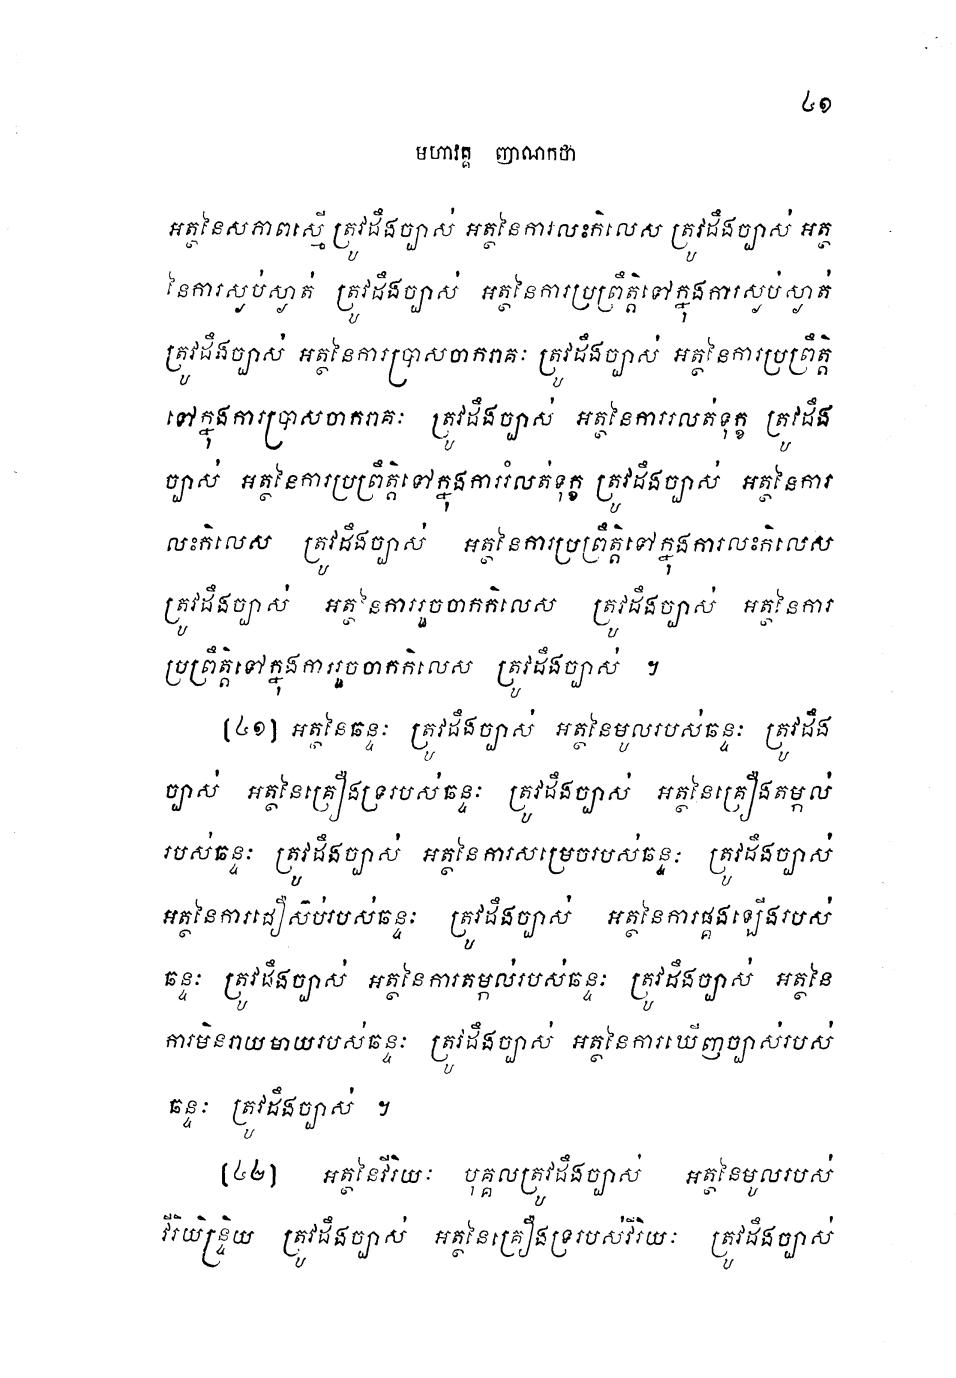 ៤១
មហាវគ្គ ញាណកថា
អត្ថនៃសភាពស្មើ ត្រូវដឹងច្បាស់ អត្ថនៃការលះកិលេស ត្រូវដឹងច្បាស់ អត្ថ
នៃការស្ងប់ស្ងាត់ ត្រូវដឹងច្បាស់ អត្ថនៃការប្រព្រឹត្តិទៅក្នុងការស្ងប់ស្ងាត់
ត្រូវដឹងច្បាស់ អត្ថនៃការប្រាសចាករាគៈ ត្រូវដឹងច្បាស់ អត្ថនៃការប្រព្រឹត្តិ
ទៅក្នុងការប្រាសចាករាគៈ ត្រូវដឹងច្បាស់ អត្ថនៃការរលត់ទុក្ខ ត្រូវដឹង
ច្បាស់ អត្ថនៃការប្រព្រឹត្តិទៅក្នុងការរំលត់ទុក្ខ ត្រូវដឹងច្បាស់ អត្ថនៃការ
លះកិលេស ត្រូវដឹងច្បាស់ អត្ថនៃការប្រព្រឹត្តិទៅក្នុងការលះកិលេស
ត្រូវដឹងច្បាស់ អត្ថនៃការរួចចាកកិលេស ត្រូវដឹងច្បាស់ អត្ថនៃការ
ប្រព្រឹត្តិទៅក្នុងការរួចចាកកិលេស ត្រូវដឹងច្បាស់ ។
(៤១) អត្ថនៃឆន្ទៈ ត្រូវដឹងច្បាស់ អត្ថនៃមូលរបស់ឆន្ទៈ ត្រូវដឹង
ច្បាស់ អត្ថនៃគ្រឿងទ្ររបស់ឆន្ទៈ ត្រូវដឹងច្បាស់ អត្ថនៃគ្រឿងតម្កល់
របស់ឆន្ទៈ ត្រូវដឹងច្បាស់ អត្ថនៃការសម្រេចរបស់ឆន្ទៈ ត្រូវដឹងច្បាស់
អត្ថនៃការជឿស៊ប់របស់ឆន្ទៈ ត្រូវដឹងច្បាស់ អត្ថនៃការផ្គងឡើងរបស់
ឆន្ទៈ ត្រូវដឹងច្បាស់ អត្ថនៃការតម្កល់របស់ឆន្ទៈ ត្រូវដឹងច្បាស់ អត្ថនៃ
ការមិនរាយមាយរបស់ឆន្ទៈ ត្រូវដឹងច្បាស់ អត្ថនៃការឃើញច្បាស់របស់
ឆន្ទៈ ត្រូវដឹងច្បាស់ ។
(៤២) អត្ថនៃវីរិយៈ បុគ្គលត្រូវដឹងច្បាស់ អត្ថនៃមូលរបស់
វីរិយិន្ទ្រិយ ត្រូវដឹងច្បាស់ អត្ថនៃគ្រឿងទ្ររបស់វីរិយៈ ត្រូវដឹងច្បាស់